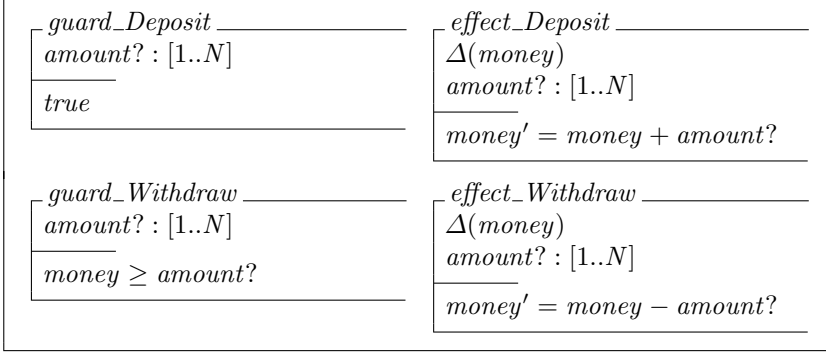 guard_Deposit
amount? : [1..N]
true
effect_Deposit
Δ(money)
amount? : [1..N]
money′ = money + amount?
guard_Withdraw
amount? : [1..N]
money ≥ amount?
effect_Withdraw
Δ(money)
amount? : [1..N]
money′ = money − amount?